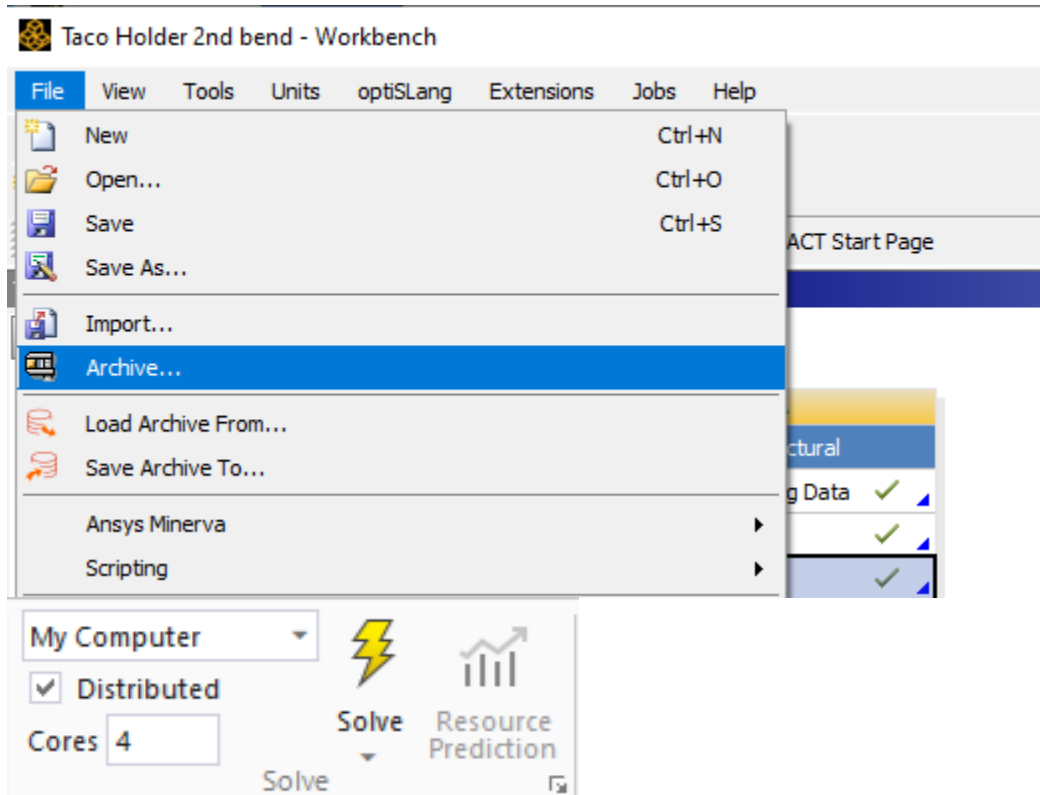 Taco Holder 2nd bend - Workbench
File View Tools Units optiSLang Extensions Jobs Help
New Ctrl+N
Open... Ctrl+O
Save Ctrl+S
Save As...
ACT Start Page
Import...
Archive...
Load Archive From...
ctural
Save Archive To...
g Data
Ansys Minerva
Scripting
My Computer
Distributed
Cores 4
Solve
Resource
Prediction
Solve